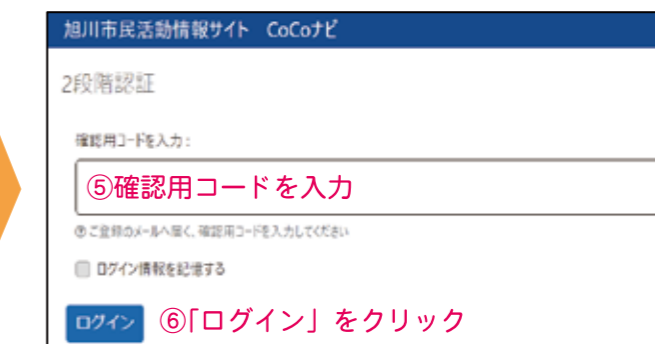 旭川市民活動情報サイト CoCoナビ
2段階認証
確認用コードを入力:
⑤確認用コードを入力
⑦ご登録のメールへ届く、確認用コードを入力してください
ログイン情報を記憶する
ログイン ⑥「ログイン」をクリック